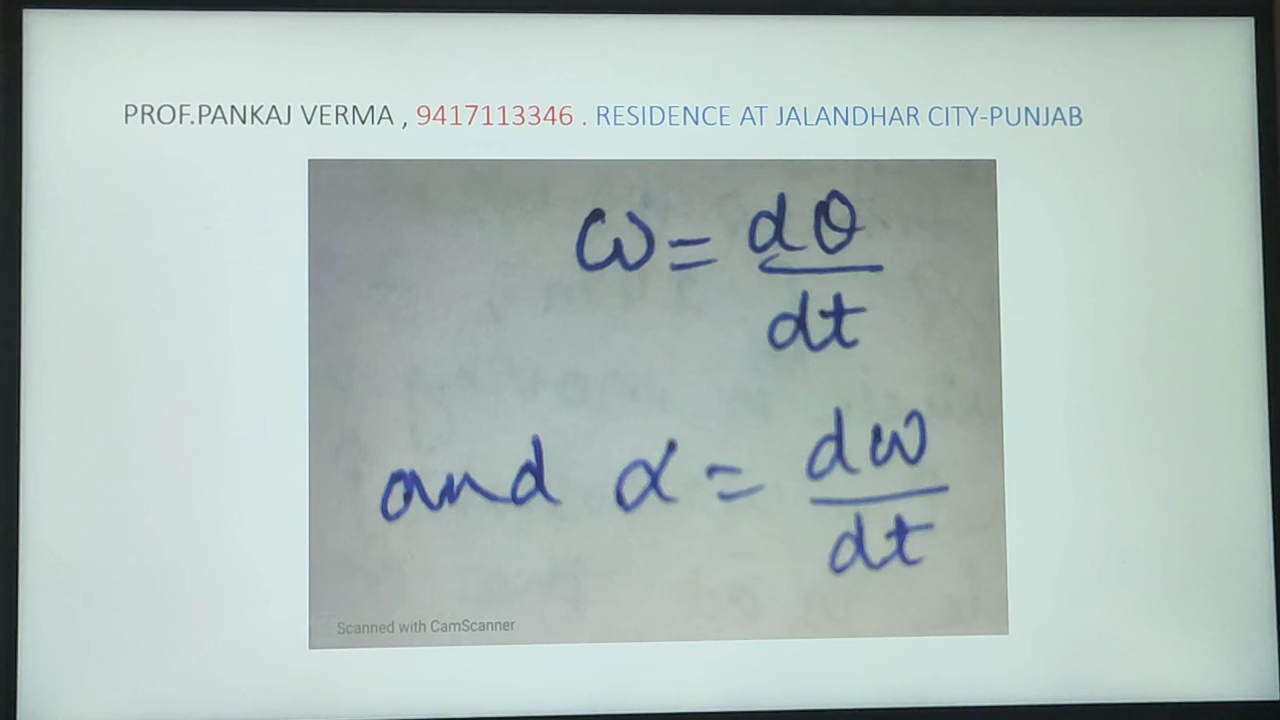 PROF.PANKAJ VERMA , 9417113346 . RESIDENCE AT JALANDHAR CITY-PUNJAB
ω = dθ/dt
and α = dω/dt
Scanned with CamScanner